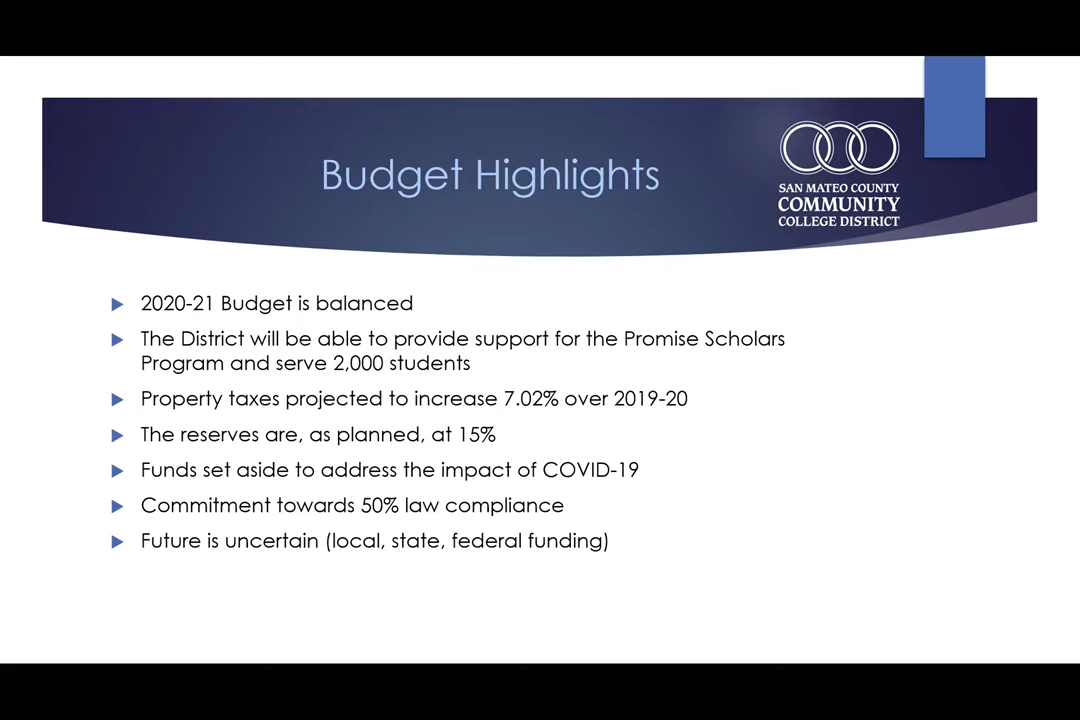 Budget Highlights
SAN MATEO COUNTY
COMMUNITY
COLLEGE DISTRICT
2020-21 Budget is balanced
The District will be able to provide support for the Promise Scholars
Program and serve 2,000 students
Property taxes projected to increase 7.02% over 2019-20
The reserves are, as planned, at 15%
Funds set aside to address the impact of COVID-19
Commitment towards 50% law compliance
Future is uncertain (local, state, federal funding)